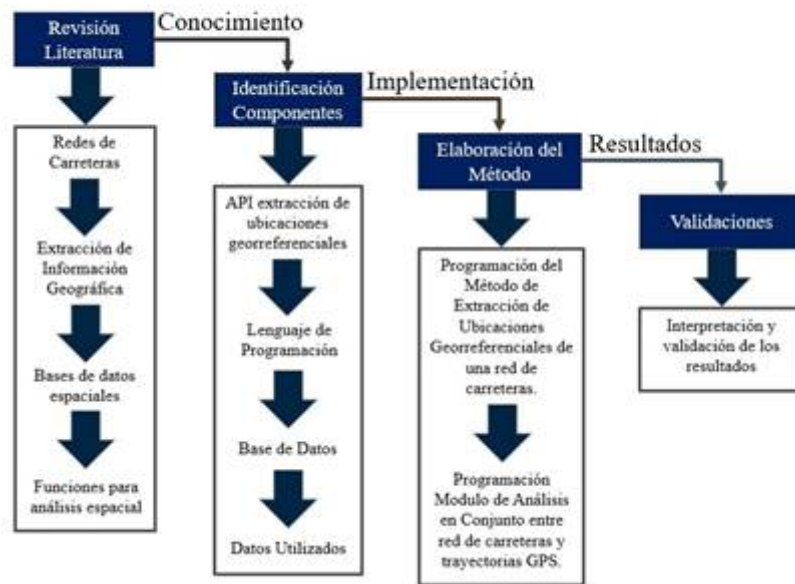 Revisión
Literatura
Conocimiento
Redes de
Carreteras
Extracción de
Información
Geográfica
Bases de datos
espaciales
Funciones para
análisis espacial
Identificación
Componentes
Implementación
API extracción de
ubicaciones
georreferenciales
Lenguaje de
Programación
Base de Datos
Datos Utilizados
Elaboración del
Método
Resultados
Programación del
Método de
Extracción de
Ubicaciones
Georreferenciales de
una red de
carreteras.
Programación
Modulo de Análisis
en Conjunto entre
red de carreteras y
trayectorias GPS.
Validaciones
Interpretación y
validación de los
resultados